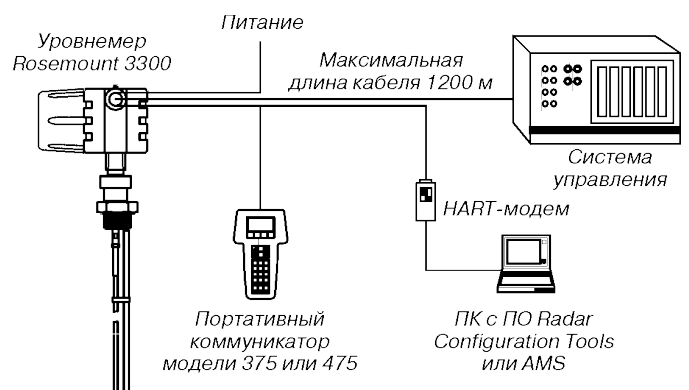 Питание
Уровнемер
Rosemount 3300
Максимальная
длина кабеля 1200 м
Система
управления
HART-модем
Портативный
коммуникатор
модели 375 или 475
ПК с ПО Radar
Configuration Tools
или AMS